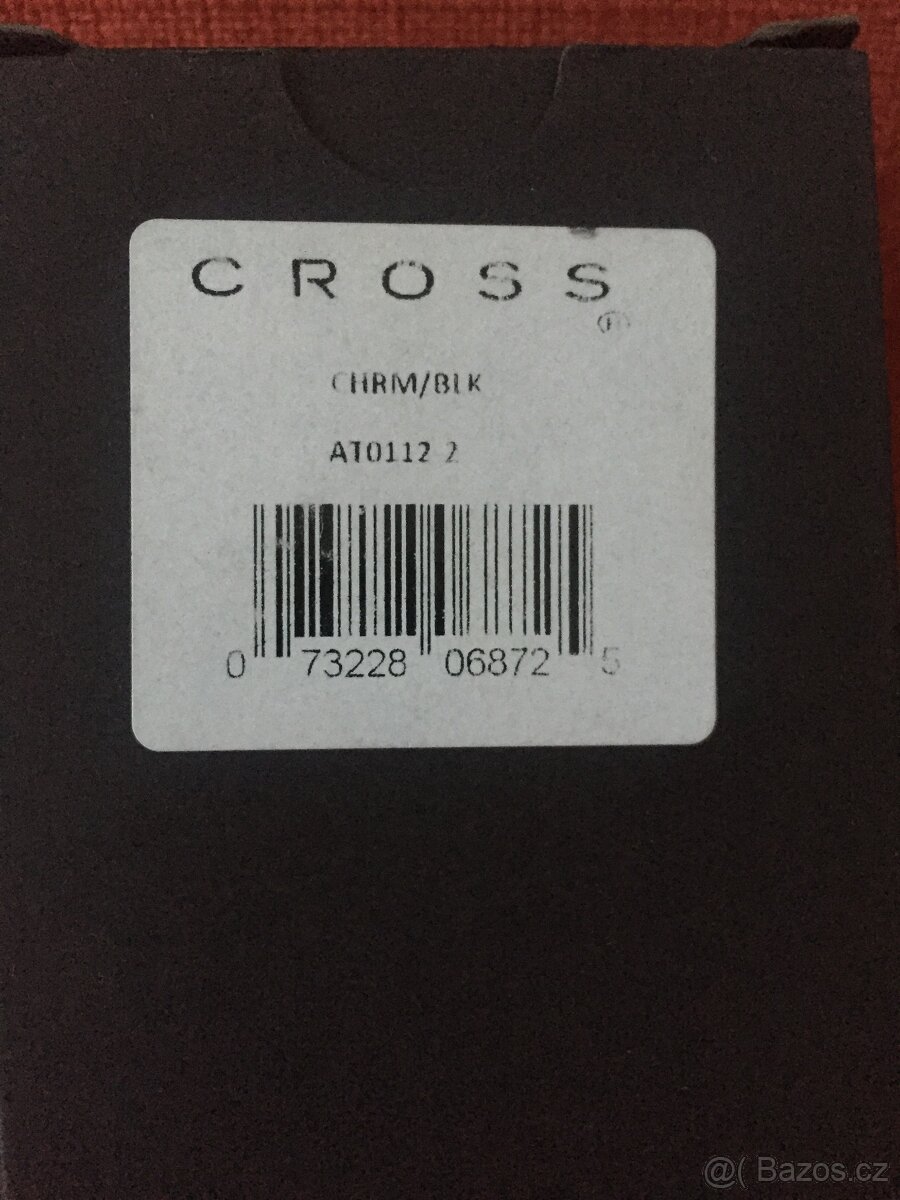 CROSS
®
CHRM/BLK
AT0112 2
0 73228 06872 5
@( Bazos.cz